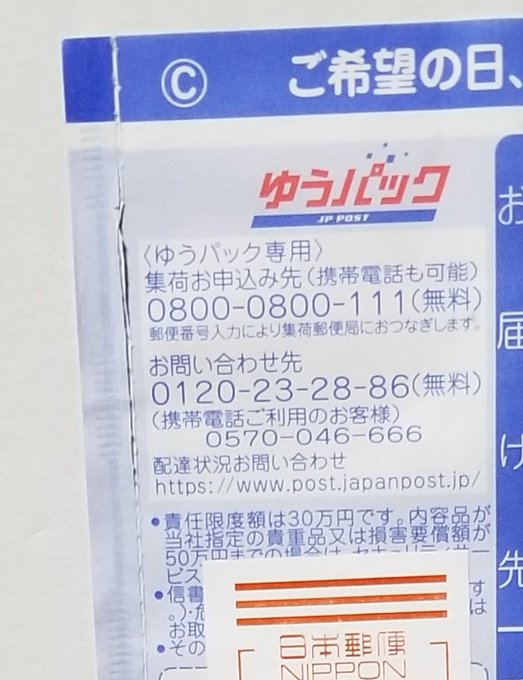 © ご希望の日、
ゆうパック
JP POST
〈ゆうパック専用〉
集荷お申込み先(携帯電話も可能)
0800-0800-111(無料)
郵便番号入力により集荷郵便局におつなぎします。
お問い合わせ先
0120-23-28-86(無料)
(携帯電話ご利用のお客様)
0570-046-666
配達状況お問い合わせ
https://www.post.japanpost.jp/
●責任限度額は30万円です。内容品が
当社指定の貴重品又は損害要償額が
50万円までの場合は、セキュリティサー
ビス
●信書
す
は
お取
●その
お
届
け
先
日本郵便
NIPPON